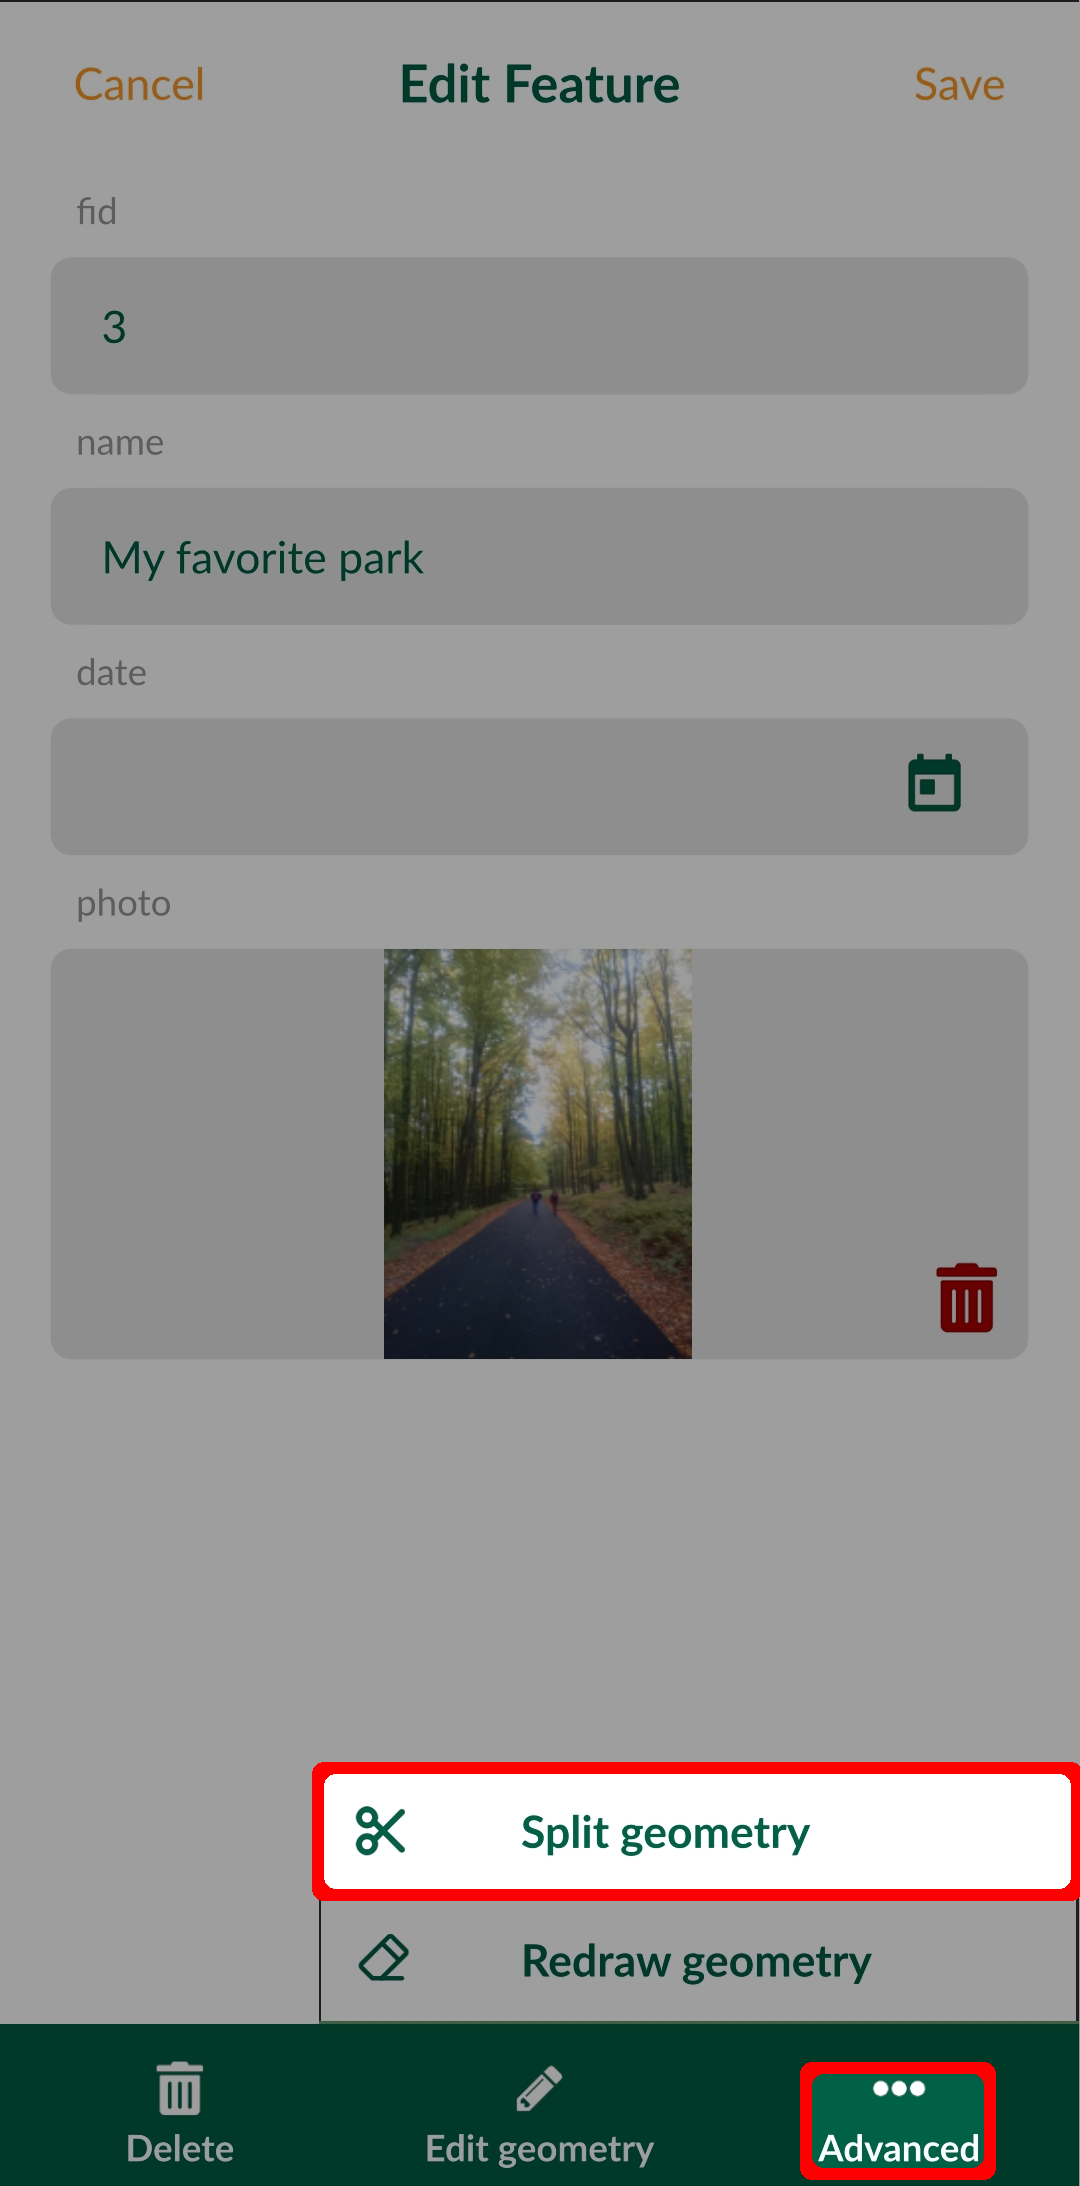 Cancel Edit Feature Save
fid
3
name
My favorite park
date
photo
Split geometry
Redraw geometry
Delete Edit geometry Advanced